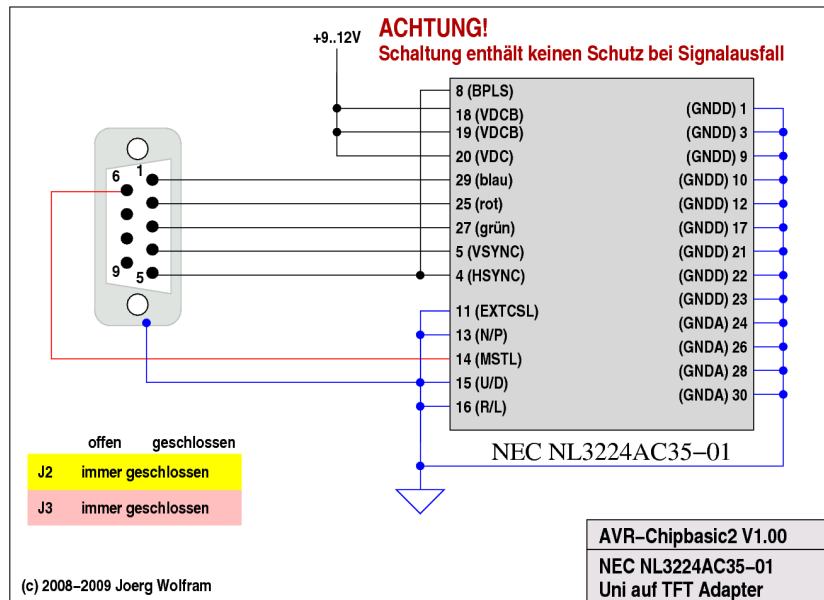 ACHTUNG!
Schaltung enthält keinen Schutz bei Signalausfall
+9..12V
8 (BPLS)
18 (VDCB)
19 (VDCB)
20 (VDC)
29 (blau)
25 (rot)
27 (grün)
5 (VSYNC)
4 (HSYNC)
11 (EXTCSL)
13 (N/P)
14 (MSTL)
15 (U/D)
16 (R/L)
(GNDD) 1
(GNDD) 3
(GNDD) 9
(GNDD) 10
(GNDD) 12
(GNDD) 17
(GNDD) 21
(GNDD) 22
(GNDD) 23
(GNDA) 24
(GNDA) 26
(GNDA) 28
(GNDA) 30
NEC NL3224AC35−01
6
1
9
5
offen geschlossen
J2 immer geschlossen
J3 immer geschlossen
AVR−Chipbasic2 V1.00
NEC NL3224AC35−01
Uni auf TFT Adapter
(c) 2008−2009 Joerg Wolfram